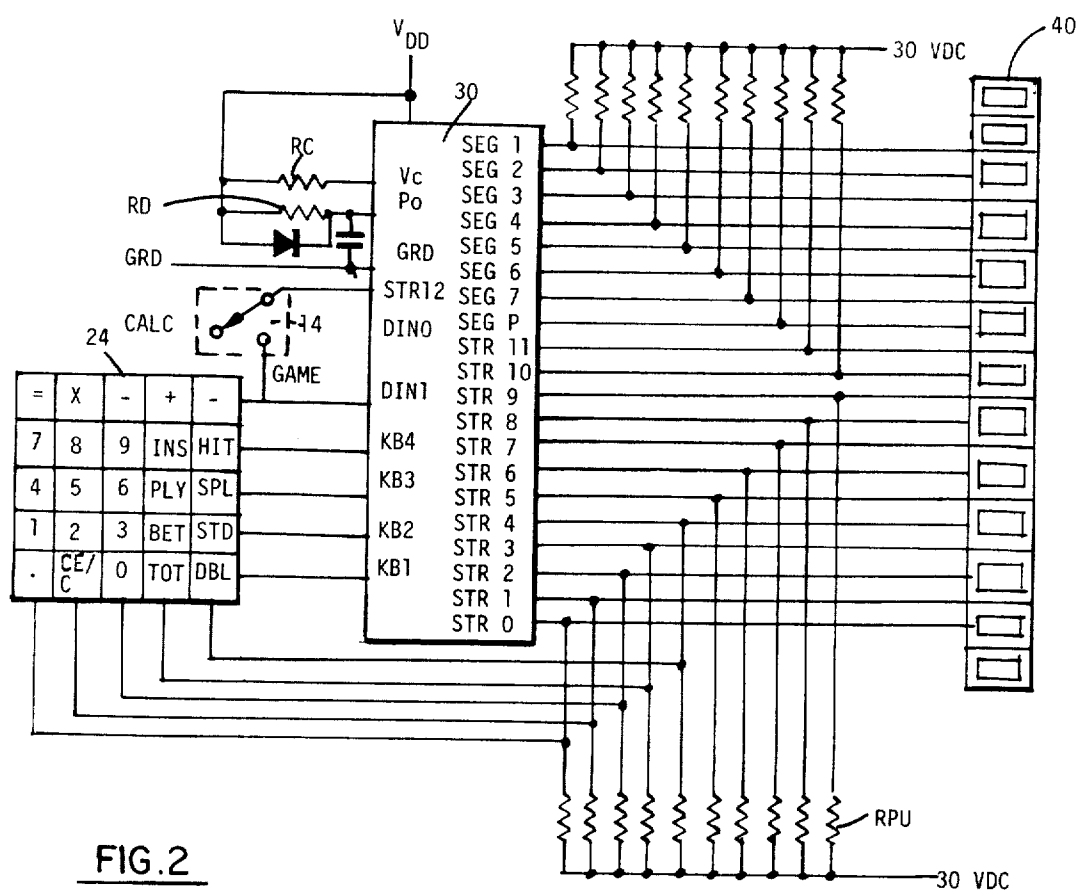 V DD
30 VDC
40
30
RC
RD
Vc
Po
GRD
GRD
STR12
DIN0
DIN1
KB4
KB3
KB2
KB1
SEG 1
SEG 2
SEG 3
SEG 4
SEG 5
SEG 6
SEG 7
SEG P
STR 11
STR 10
STR 9
STR 8
STR 7
STR 6
STR 5
STR 4
STR 3
STR 2
STR 1
STR 0
CALC
14
GAME
24
= X - + -
7 8 9 INS HIT
4 5 6 PLY SPL
1 2 3 BET STD
. CE/C 0 TOT DBL
RPU
30 VDC
FIG.2